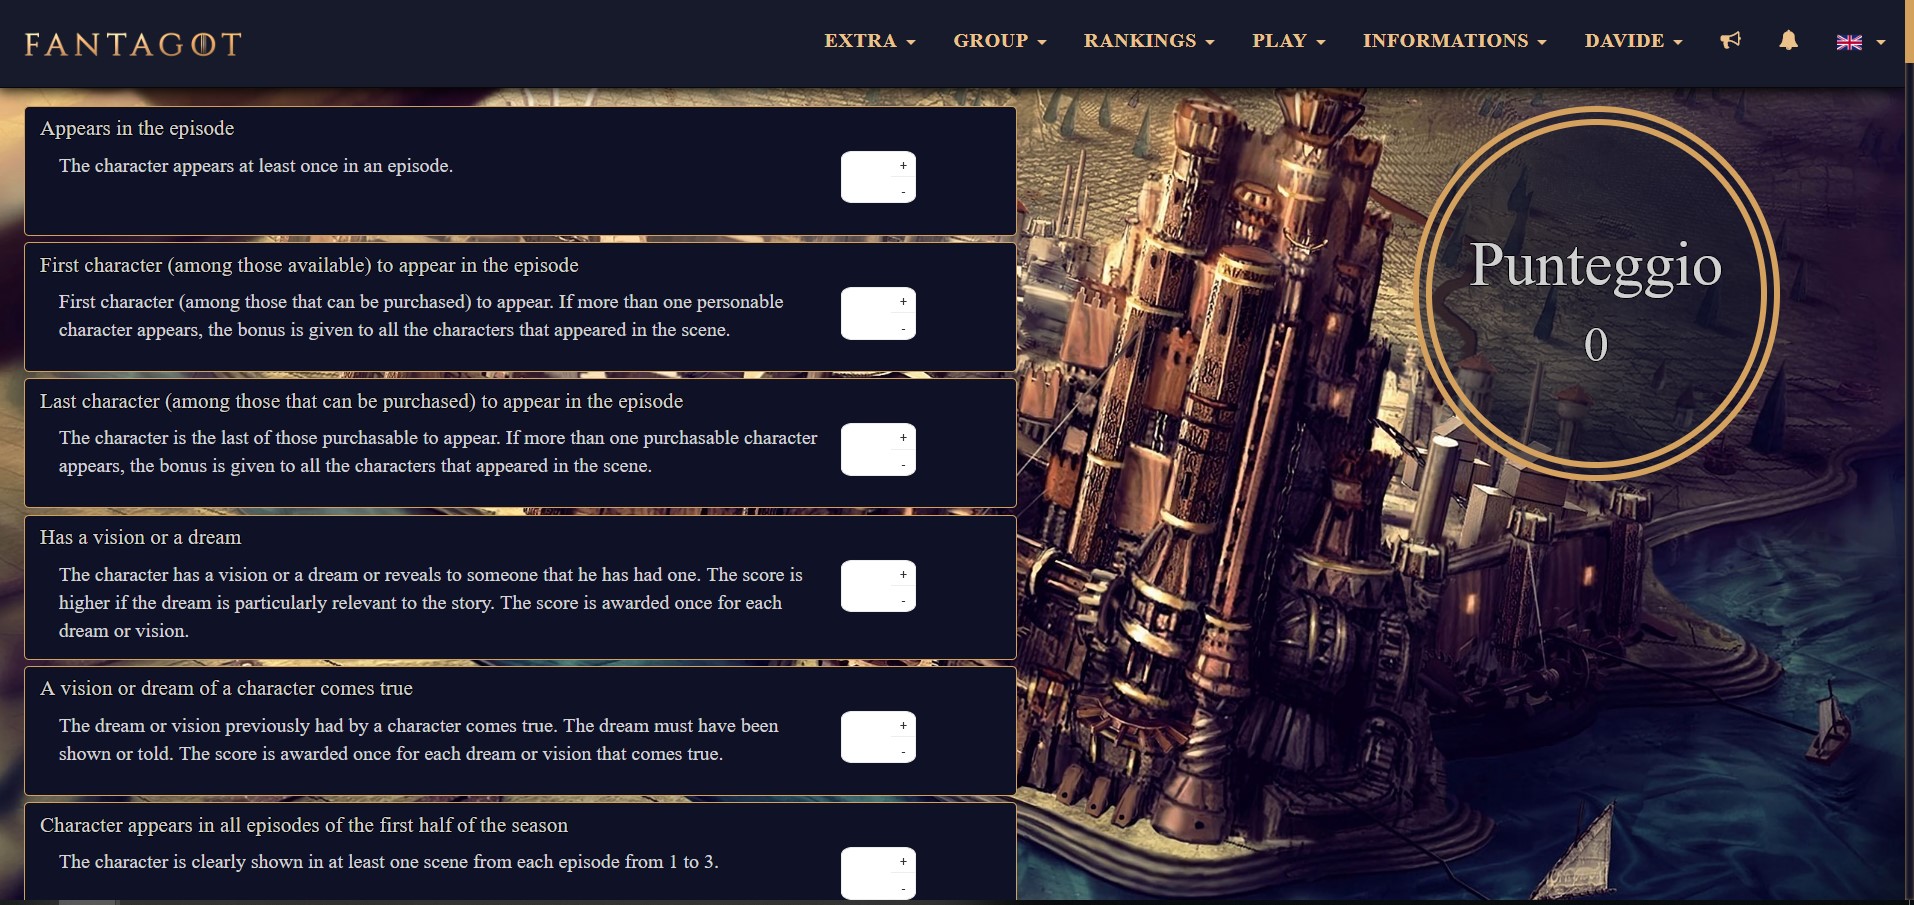 FANTAGOT
EXTRA GROUP RANKINGS PLAY INFORMATIONS DAVIDE
Appears in the episode
The character appears at least once in an episode.
+
-
First character (among those available) to appear in the episode
First character (among those that can be purchased) to appear. If more than one personable
character appears, the bonus is given to all the characters that appeared in the scene.
+
-
Last character (among those that can be purchased) to appear in the episode
The character is the last of those purchasable to appear. If more than one purchasable character
appears, the bonus is given to all the characters that appeared in the scene.
+
-
Has a vision or a dream
The character has a vision or a dream or reveals to someone that he has had one. The score is
higher if the dream is particularly relevant to the story. The score is awarded once for each
dream or vision.
+
-
A vision or dream of a character comes true
The dream or vision previously had by a character comes true. The dream must have been
shown or told. The score is awarded once for each dream or vision that comes true.
+
-
Character appears in all episodes of the first half of the season
The character is clearly shown in at least one scene from each episode from 1 to 3.
+
-
Punteggio
0